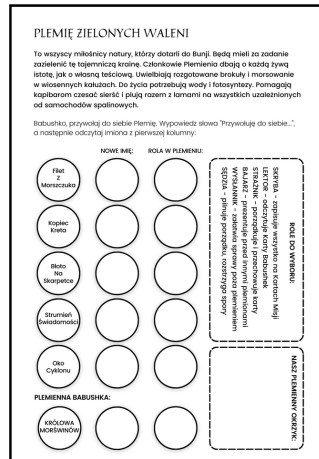 PLEMIĘ ZIELONYCH WALENI
To wszyscy miłośnicy natury, którzy dotarli do Bunji. Będą mieli za zadanie
zazielenić tę tajemniczą krainę. Członkowie Plemienia dbają o każdą żywą
istotę, jak o własną teściową. Uwielbiają rozgotowane brokuły i morsowanie
w wiosennych kałużach. Do życia potrzebują wody i fotosyntezy. Pomagają
kapibarom czesać sierść i plują razem z lamami na wszystkich uzależnionych
od samochodów spalinowych.
Babushko, przywołaj do siebie Plemię. Wypowiedz słowa "Przywołuję do siebie...",
a następnie odczytaj imiona z pierwszej kolumny:
NOWE IMIĘ:
ROLA W PLEMIENIU:
Filet
Z
Morszczuka
Kopiec
Kreta
Błoto
Na
Skarpetce
Strumień
Świadomości
Oko
Cyklonu
PLEMIENNA BABUSHKA:
KRÓLOWA
MORŚWINÓW
ROLE DO WYBORU:
SKRYBA - zapisuje wszystko na Kartach Misji
LEKTOR - odczytuje Karty Babushek
STRAŻNIK - porządkuje i przechowuje karty
BAJARZ - prezentuje przed innymi plemionami
WYSŁANNIK - załatwia sprawy poza plemieniem
SĘDZIA - pilnuje porządku, rozstrzyga spory
NASZ PLEMIENNY OKRZYK: